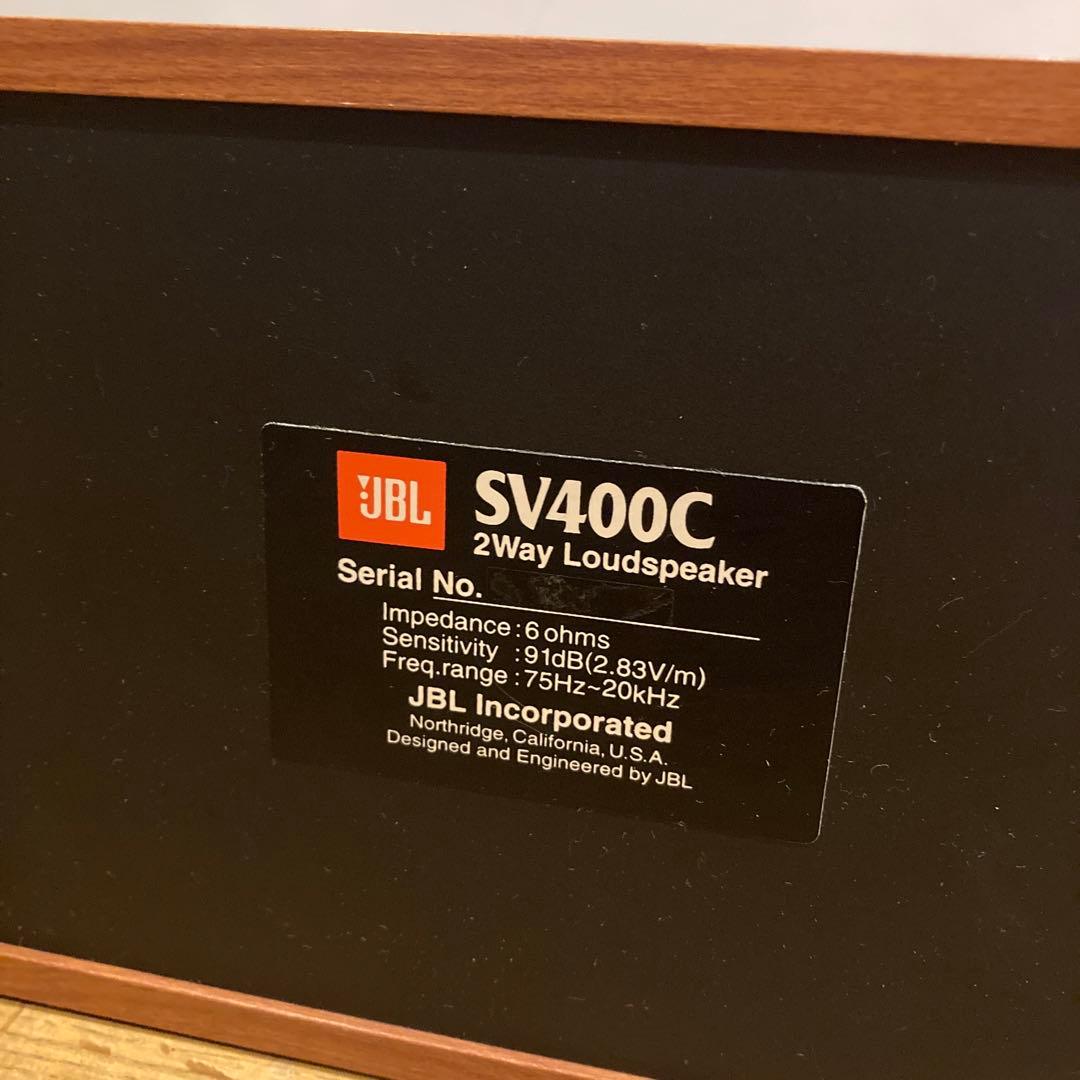 JBL
SV400C
2Way Loudspeaker
Serial No.
Impedance : 6 ohms
Sensitivity : 91dB(2.83V/m)
Freq.range : 75Hz~20kHz
JBL Incorporated
Northridge, California, U.S.A.
Designed and Engineered by JBL